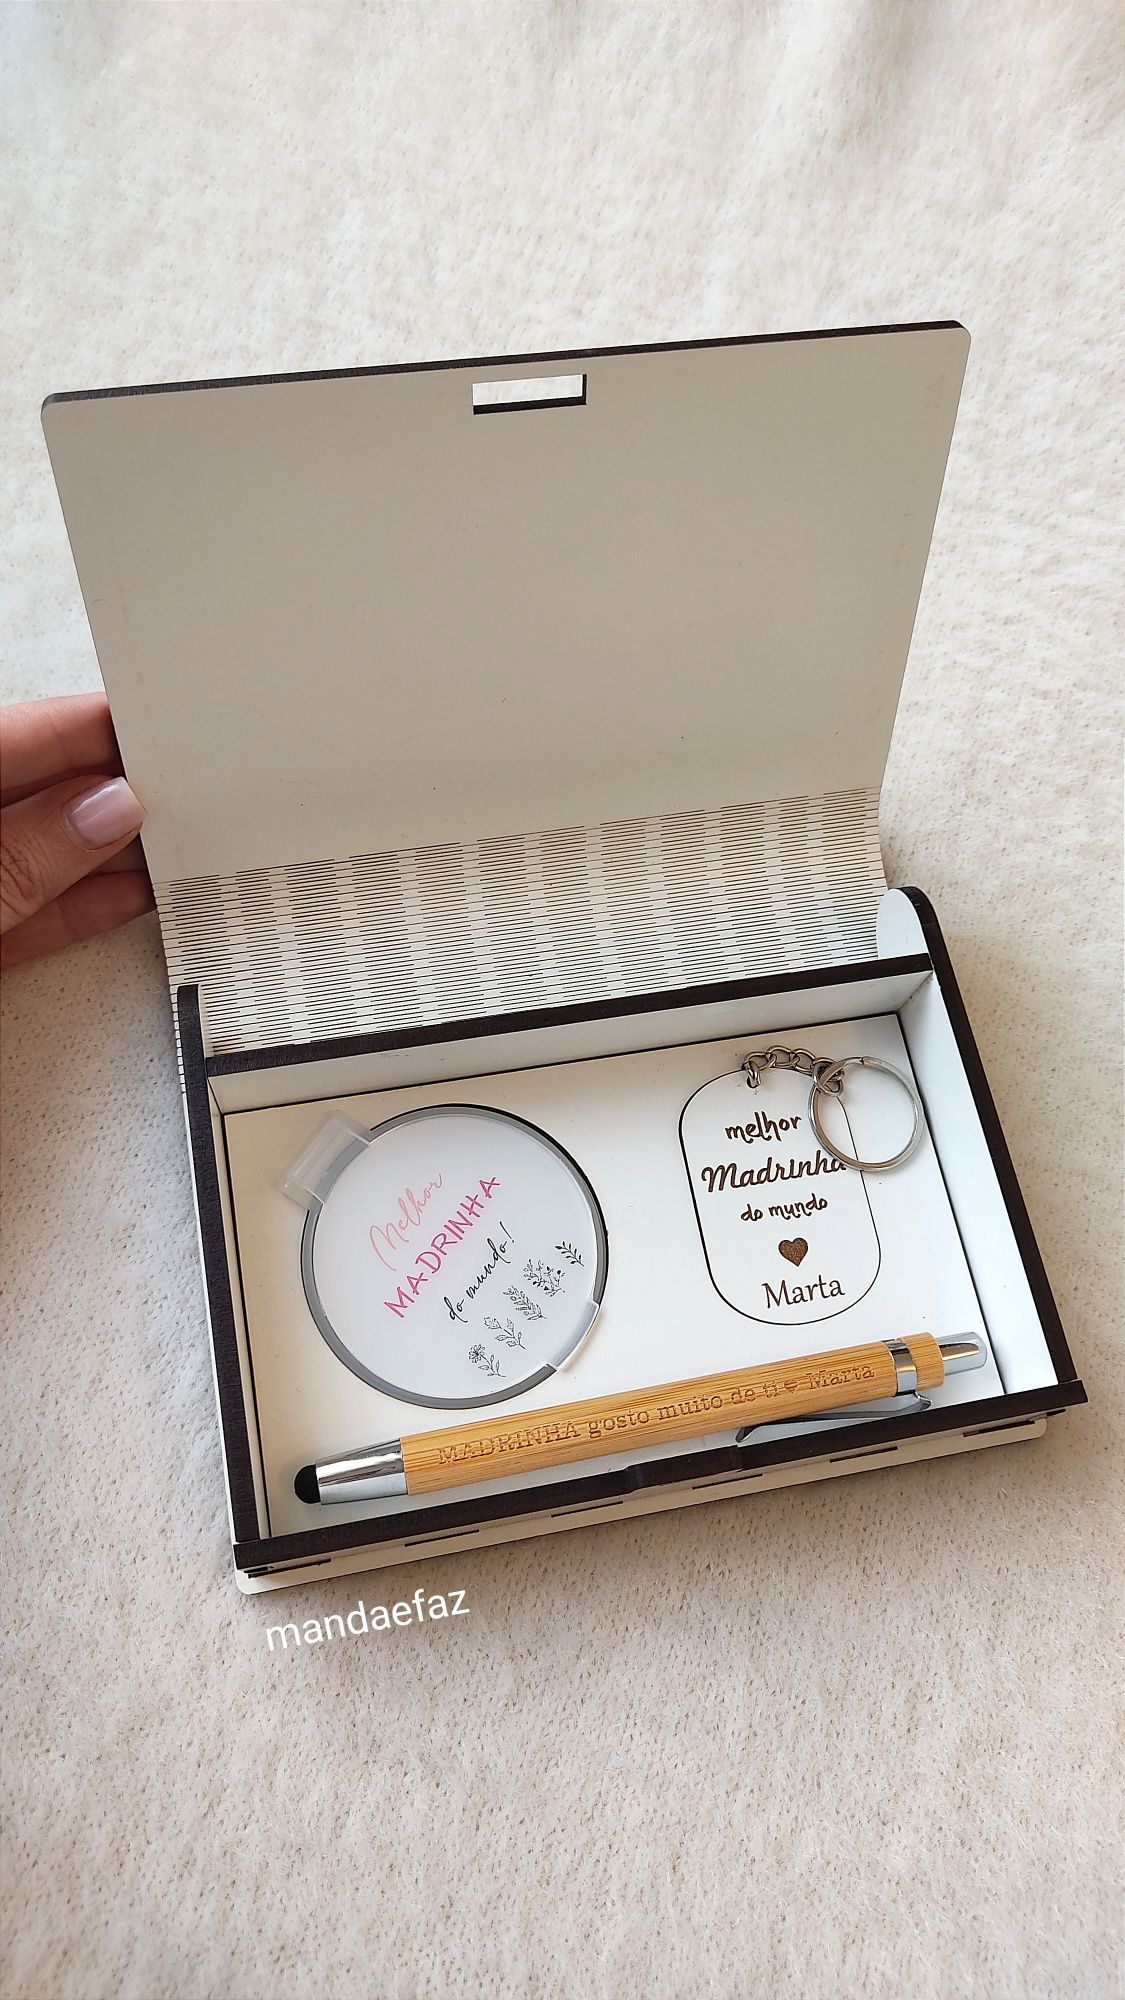 Melhor
MADRINHA
do mundo!
melhor
Madrinha
do mundo
Marta
MADRINHA gosto muito de ti❤ Marta
mandaefaz